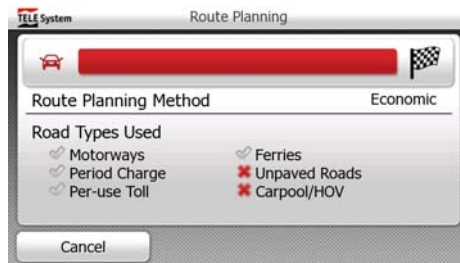 TELE System
Route Planning
Route Planning Method Economic
Road Types Used
Motorways Ferries
Period Charge Unpaved Roads
Per-use Toll Carpool/HOV
Cancel